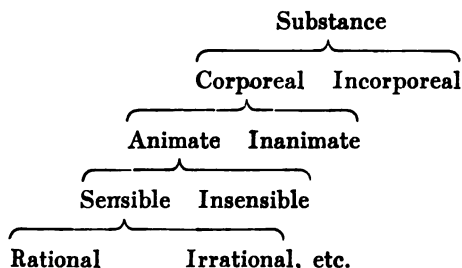 Substance
Corporeal Incorporeal
Animate Inanimate
Sensible Insensible
Rational Irrational, etc.